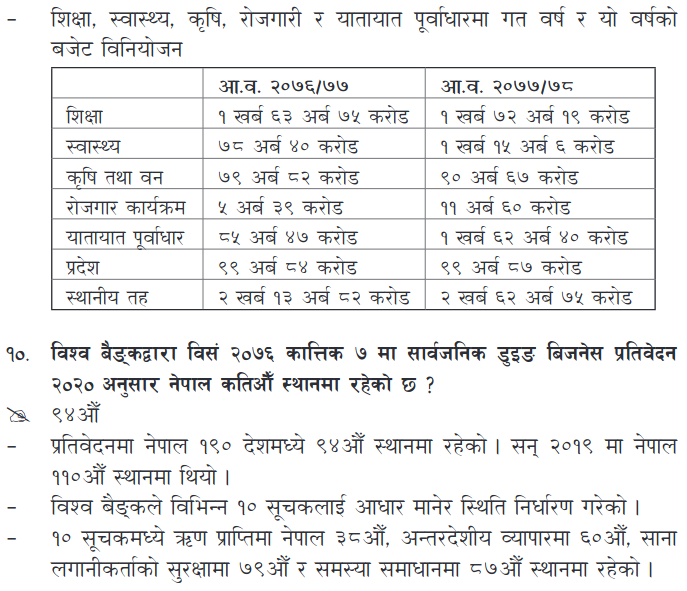 – शिक्षा, स्वास्थ्य, कृषि, रोजगारी र यातायात पूर्वाधारमा गत वर्ष र यो वर्षको
बजेट विनियोजन
आ.व. २०७६/७७ आ.व. २०७७/७८
शिक्षा १ खर्ब ६३ अर्ब ७५ करोड १ खर्ब ७२ अर्ब १९ करोड
स्वास्थ्य ७८ अर्ब ४० करोड १ खर्ब १५ अर्ब ६ करोड
कृषि तथा वन ७९ अर्ब ८२ करोड ९० अर्ब ६७ करोड
रोजगार कार्यक्रम ५ अर्ब ३९ करोड ११ अर्ब ६० करोड
यातायात पूर्वाधार ८५ अर्ब ४७ करोड १ खर्ब ६२ अर्ब ४० करोड
प्रदेश ९९ अर्ब ८४ करोड ९९ अर्ब ८७ करोड
स्थानीय तह २ खर्ब १३ अर्ब ८२ करोड २ खर्ब ६२ अर्ब ७५ करोड
१०. विश्व बैङ्कद्वारा विसं २०७६ कात्तिक ७ मा सार्वजनिक डुइङ बिजनेस प्रतिवेदन
२०२० अनुसार नेपाल कतिऔँ स्थानमा रहेको छ ?
९४औँ
– प्रतिवेदनमा नेपाल १९० देशमध्ये ९४औँ स्थानमा रहेको । सन् २०१९ मा नेपाल
११०औँ स्थानमा थियो ।
– विश्व बैङ्कले विभिन्न १० सूचकलाई आधार मानेर स्थिति निर्धारण गरेको ।
– १० सूचकमध्ये ऋण प्राप्तिमा नेपाल ३८औँ, अन्तरदेशीय व्यापारमा ६०औँ, साना
लगानीकर्ताको सुरक्षामा ७९औँ र समस्या समाधानमा ८७औँ स्थानमा रहेको ।